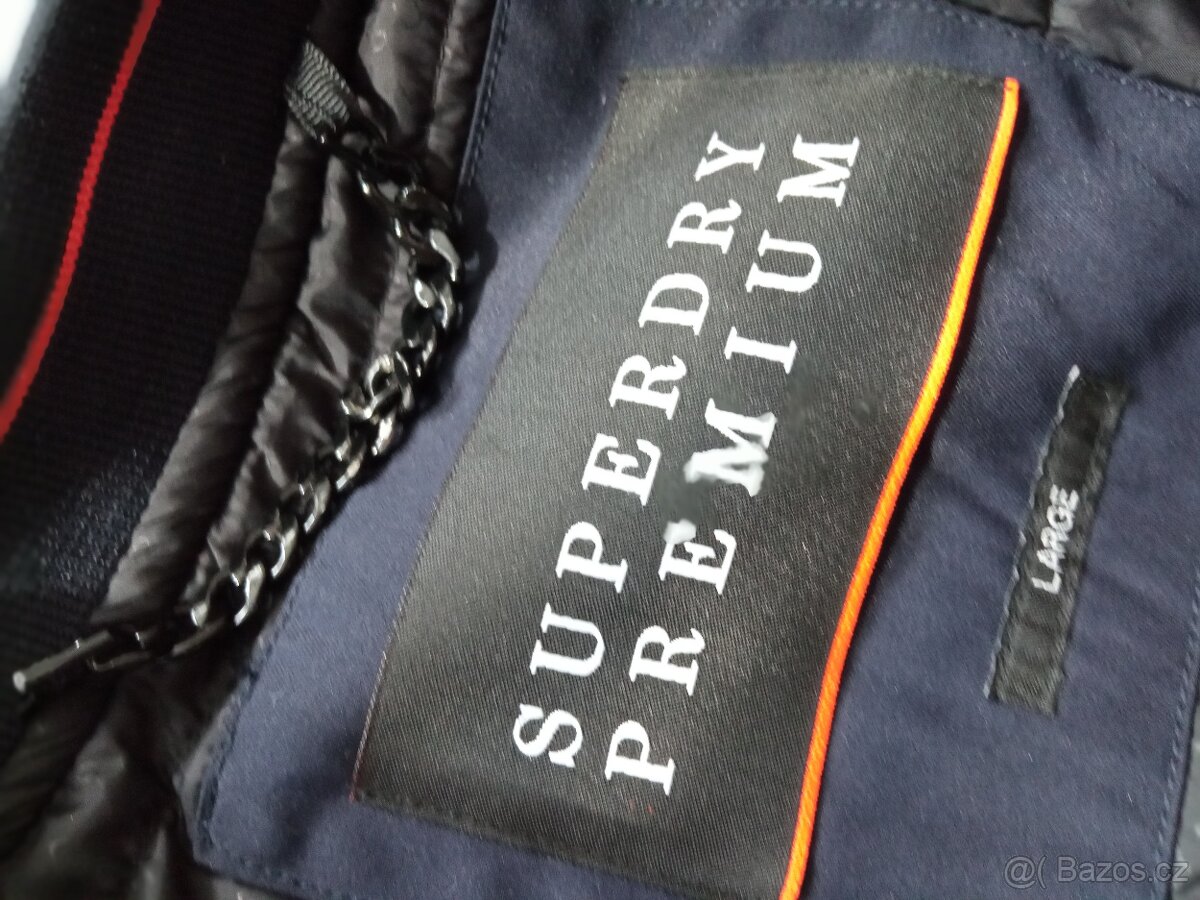 SUPERDRY
PREMIUM
LARGE
@( Bazos.cz